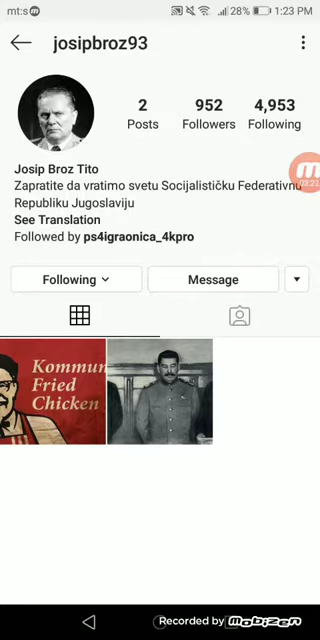 mt:s
28% 1:23 PM
josipbroz93
2 952 4,953
Posts Followers Following
Josip Broz Tito
Zapratite da vratimo svetu Socijalističku Federativnu
Republiku Jugoslaviju
See Translation
Followed by ps4igraonica_4kpro
Following Message
Kommun
Fried
Chicken
Recorded by Mobizen